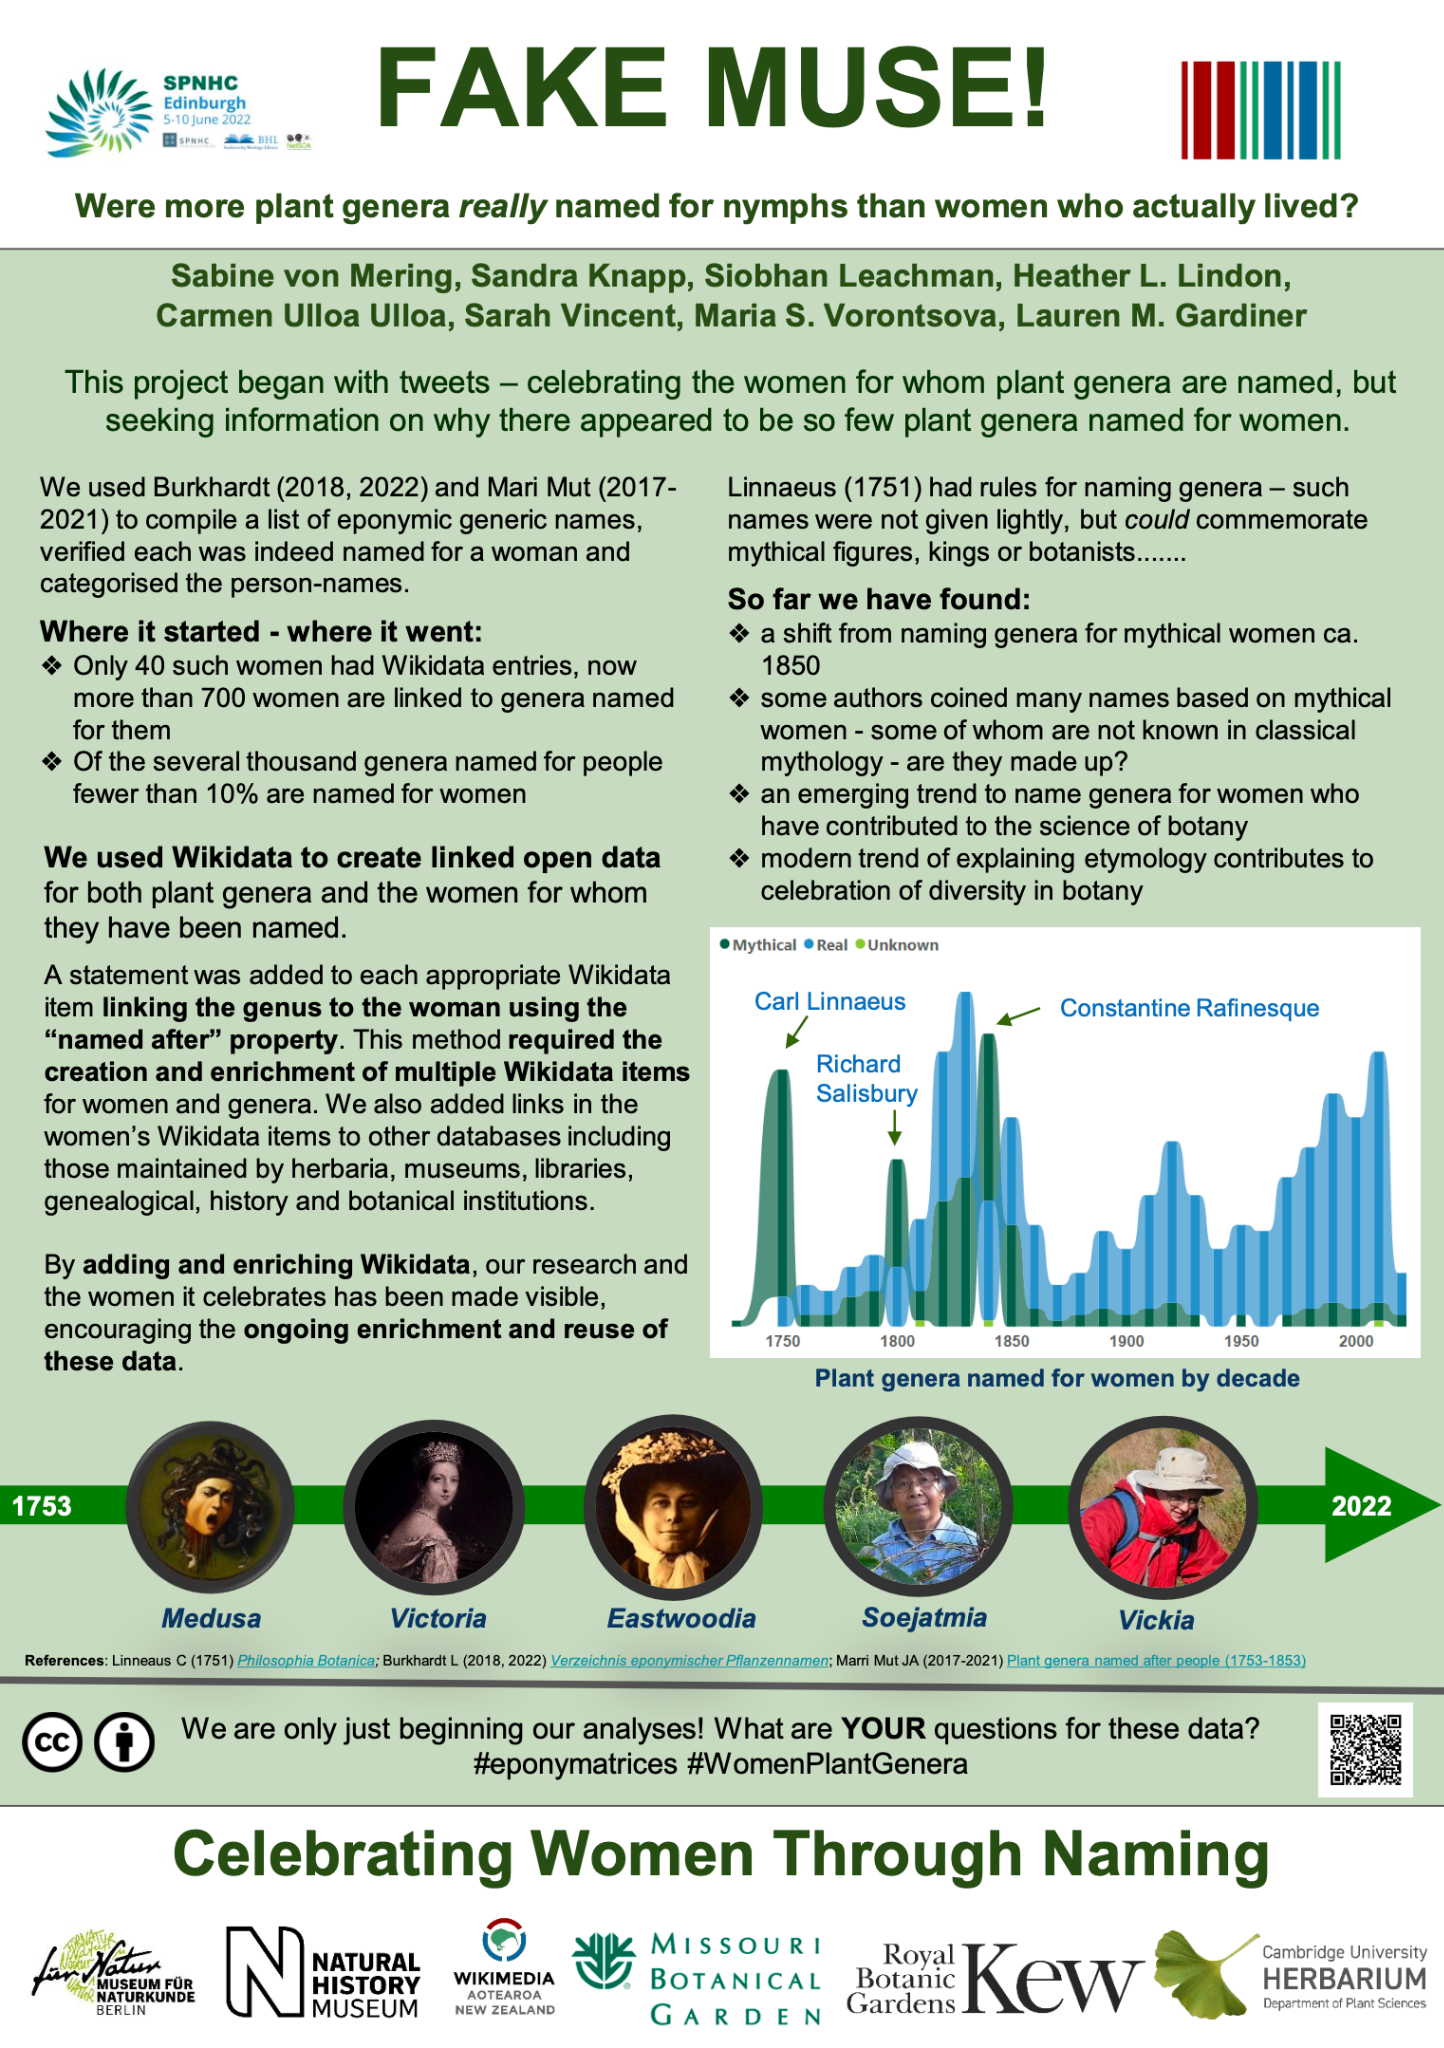 SPNHC
Edinburgh
5-10 June 2022
SPNHC
BHL
FAKE MUSE!
Were more plant genera really named for nymphs than women who actually lived?
Sabine von Mering, Sandra Knapp, Siobhan Leachman, Heather L. Lindon,
Carmen Ulloa Ulloa, Sarah Vincent, Maria S. Vorontsova, Lauren M. Gardiner
This project began with tweets – celebrating the women for whom plant genera are named, but
seeking information on why there appeared to be so few plant genera named for women.
We used Burkhardt (2018, 2022) and Mari Mut (2017-
2021) to compile a list of eponymic generic names,
verified each was indeed named for a woman and
categorised the person-names.
Where it started - where it went:
❖ Only 40 such women had Wikidata entries, now
more than 700 women are linked to genera named
for them
❖ Of the several thousand genera named for people
fewer than 10% are named for women
We used Wikidata to create linked open data
for both plant genera and the women for whom
they have been named.
A statement was added to each appropriate Wikidata
item linking the genus to the woman using the
“named after” property. This method required the
creation and enrichment of multiple Wikidata items
for women and genera. We also added links in the
women’s Wikidata items to other databases including
those maintained by herbaria, museums, libraries,
genealogical, history and botanical institutions.
By adding and enriching Wikidata, our research and
the women it celebrates has been made visible,
encouraging the ongoing enrichment and reuse of
these data.
Linnaeus (1751) had rules for naming genera – such
names were not given lightly, but could commemorate
mythical figures, kings or botanists.......
So far we have found:
❖ a shift from naming genera for mythical women ca.
1850
❖ some authors coined many names based on mythical
women - some of whom are not known in classical
mythology - are they made up?
❖ an emerging trend to name genera for women who
have contributed to the science of botany
❖ modern trend of explaining etymology contributes to
celebration of diversity in botany
Mythical Real Unknown
Carl Linnaeus
Constantine Rafinesque
Richard
Salisbury
1750 1800 1850 1900 1950 2000
Plant genera named for women by decade
1753
2022
Medusa
Victoria
Eastwoodia
Soejatmia
Vickia
References: Linneaus C (1751) Philosophia Botanica; Burkhardt L (2018, 2022) Verzeichnis eponymischer Pflanzennamen; Marri Mut JA (2017-2021) Plant genera named after people (1753-1853)
cc
We are only just beginning our analyses! What are YOUR questions for these data?
#eponymatrices #WomenPlantGenera
Celebrating Women Through Naming
für Natur
MUSEUM FÜR
NATURKUNDE
BERLIN
N
NATURAL
HISTORY
MUSEUM
WIKIMEDIA
AOTEAROA
NEW ZEALAND
MISSOURI
BOTANICAL
GARDEN
Royal
Botanic
Gardens
Kew
Cambridge University
HERBARIUM
Department of Plant Sciences